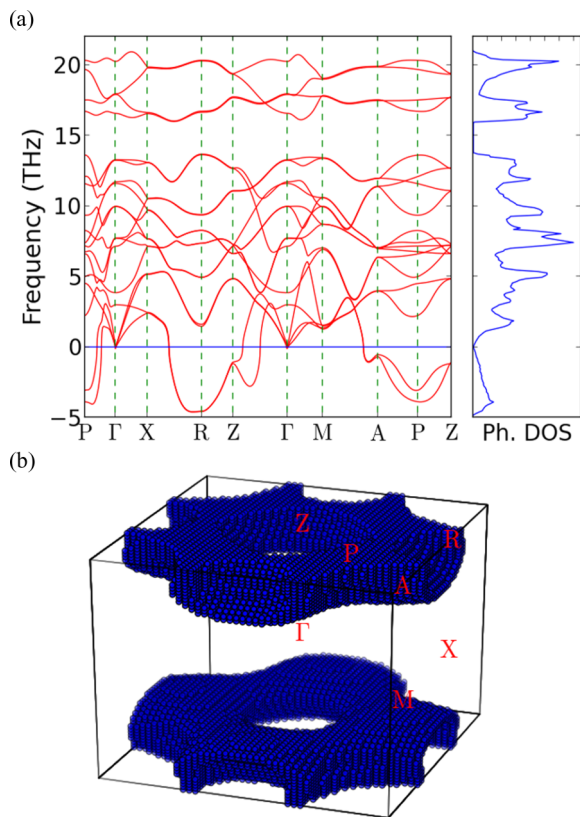 (a)
20
15
10
5
0
−5
Frequency (THz)
P Γ X R Z Γ M A P Z
Ph. DOS
(b)
Z
P
R
A
Γ
X
M